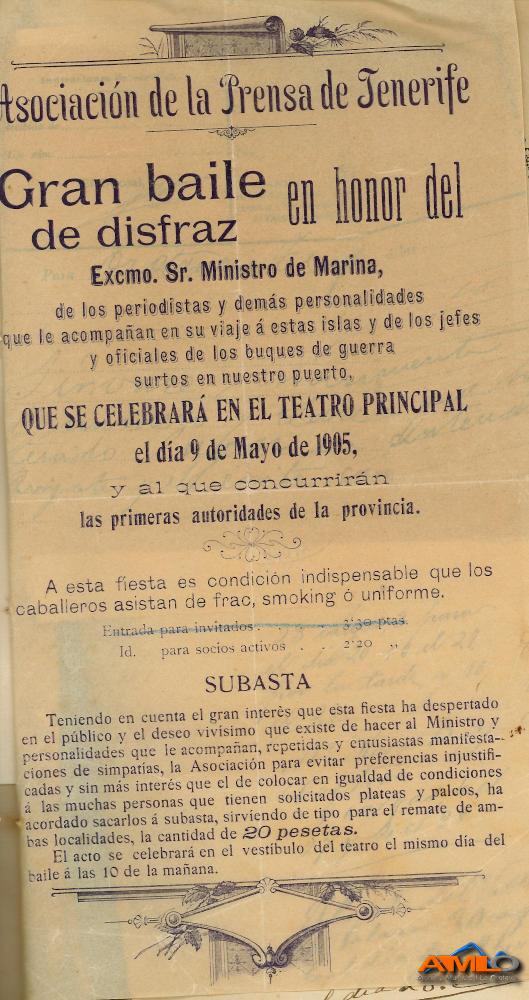 Asociación de la Prensa de Tenerife
Gran baile
de disfraz
en honor del
Excmo. Sr. Ministro de Marina,
de los periodistas y demás personalidades
que le acompañan en su viaje á estas islas y de los jefes
y oficiales de los buques de guerra
surtos en nuestro puerto,
QUE SE CELEBRARÁ EN EL TEATRO PRINCIPAL
el día 9 de Mayo de 1905,
y al que concurrirán
las primeras autoridades de la provincia.
A esta fiesta es condición indispensable que los
caballeros asistan de frac, smoking ó uniforme.
Entrada para invitados . . . 3'30 ptas.
Id. para socios activos . . 2'20 „
SUBASTA
Teniendo en cuenta el gran interés que esta fiesta ha despertado
en el público y el deseo vivísimo que existe de hacer al Ministro y
personalidades que le acompañan, repetidas y entusiastas manifesta-
ciones de simpatías, la Asociación para evitar preferencias injustifi-
cadas y sin más interés que el de colocar en igualdad de condiciones
á las muchas personas que tienen solicitados plateas y palcos, ha
acordado sacarlos á subasta, sirviendo de tipo para el remate de am-
bas localidades, la cantidad de 20 pesetas.
El acto se celebrará en el vestíbulo del teatro el mismo día del
baile á las 10 de la mañana.
AMLO